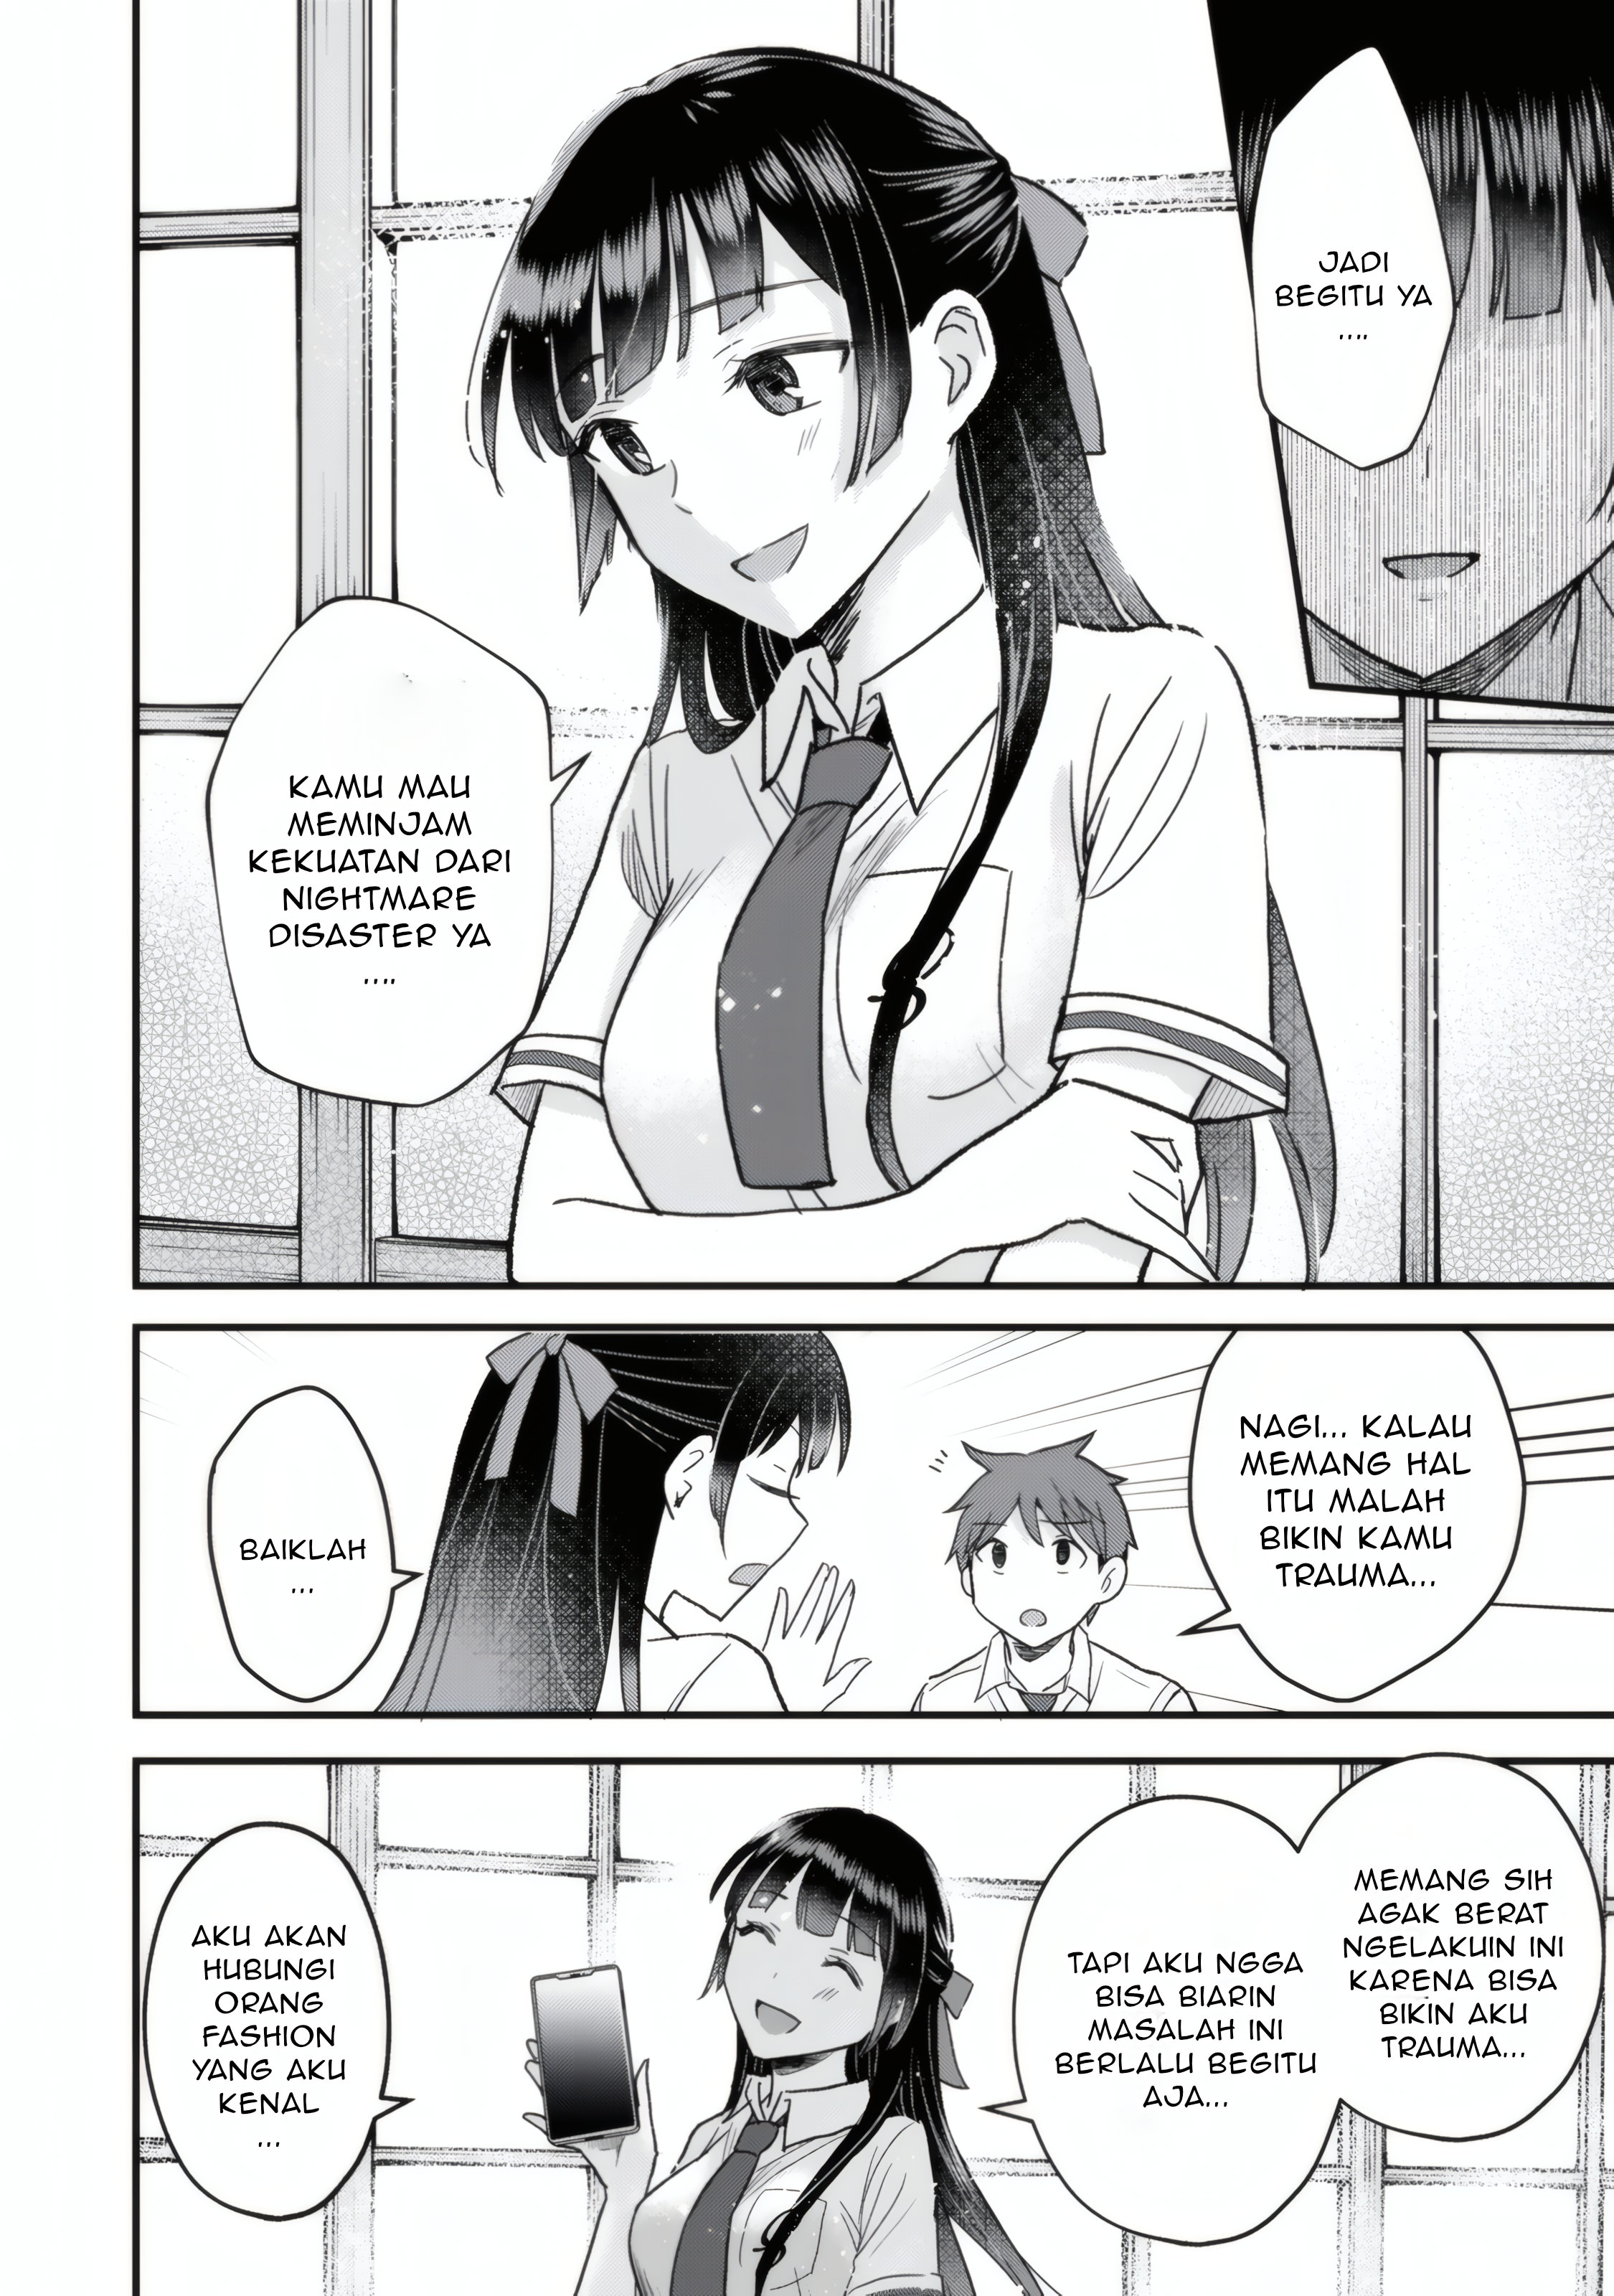 JADI
BEGITU YA
....
KAMU MAU
MEMINJAM
KEKUATAN DARI
NIGHTMARE
DISASTER YA
....
NAGI... KALAU
MEMANG HAL
ITU MALAH
BIKIN KAMU
TRAUMA...
BAIKLAH
...
MEMANG SIH
AGAK BERAT
NGELAKUIN INI
KARENA BISA
BIKIN AKU
TRAUMA...
TAPI AKU NGGA
BISA BIARIN
MASALAH INI
BERLALU BEGITU
AJA...
AKU AKAN
HUBUNGI
ORANG
FASHION
YANG AKU
KENAL
...